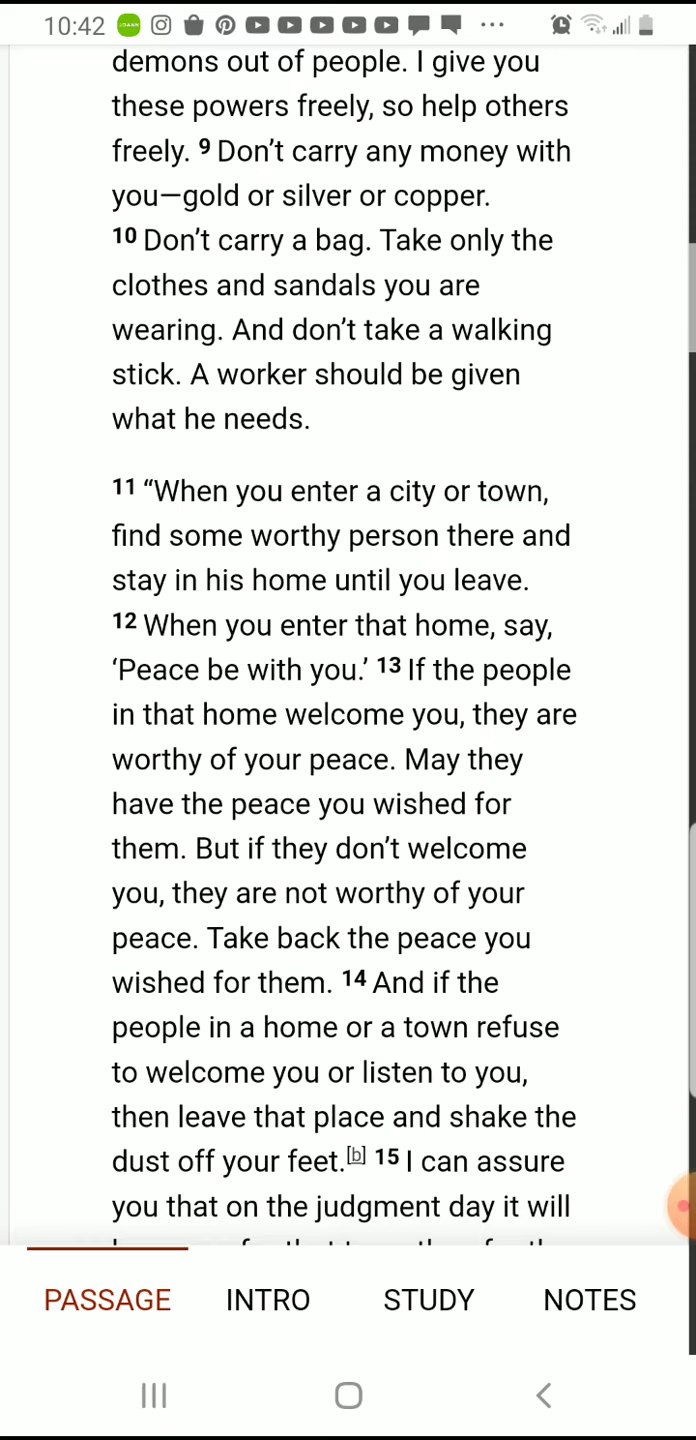 10:42
demons out of people. I give you
these powers freely, so help others
freely. 9 Don’t carry any money with
you—gold or silver or copper.
10 Don’t carry a bag. Take only the
clothes and sandals you are
wearing. And don’t take a walking
stick. A worker should be given
what he needs.
11 “When you enter a city or town,
find some worthy person there and
stay in his home until you leave.
12 When you enter that home, say,
‘Peace be with you.’ 13 If the people
in that home welcome you, they are
worthy of your peace. May they
have the peace you wished for
them. But if they don’t welcome
you, they are not worthy of your
peace. Take back the peace you
wished for them. 14 And if the
people in a home or a town refuse
to welcome you or listen to you,
then leave that place and shake the
dust off your feet.[b] 15 I can assure
you that on the judgment day it will
PASSAGE INTRO STUDY NOTES